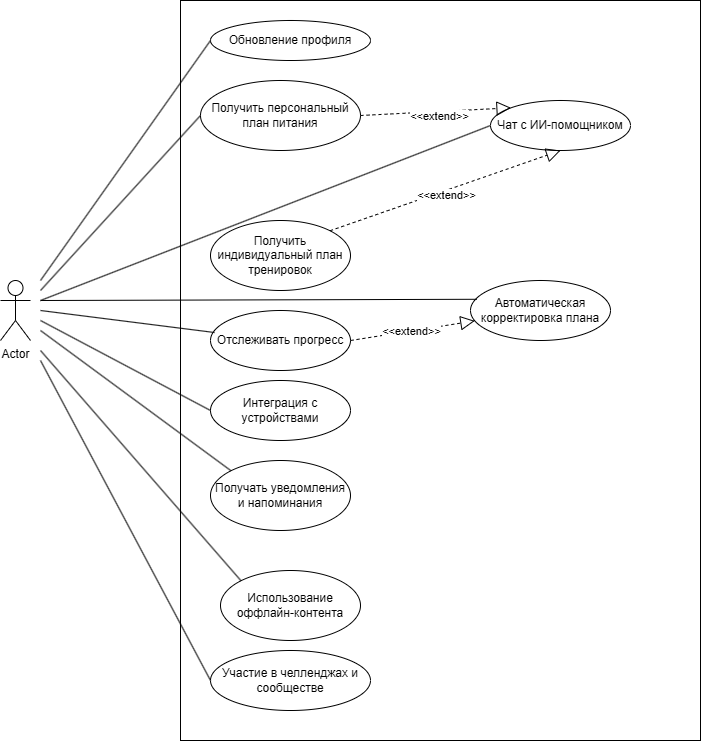 Обновление профиля
Получить персональный
план питания
<<extend>>
Чат с ИИ-помощником
<<extend>>
Получить
индивидуальный план
тренировок
Actor
Автоматическая
корректировка плана
Отслеживать прогресс
<<extend>>
Интеграция с
устройствами
Получать уведомления
и напоминания
Использование
оффлайн-контента
Участие в челленджах и
сообществе